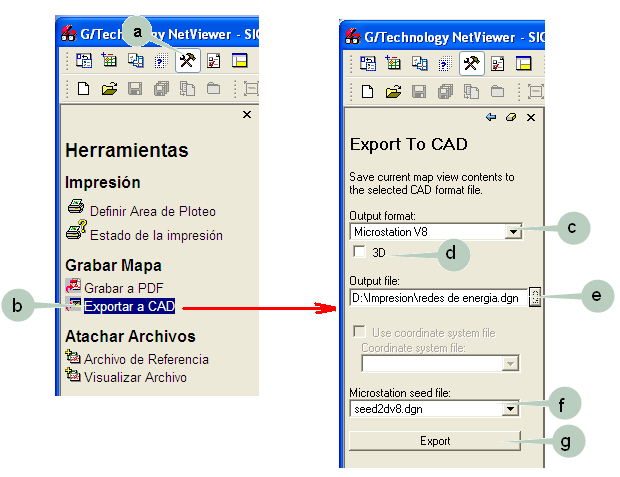 a
G/Technology NetViewer - SIG
Herramientas
Impresión
Definir Area de Ploteo
Estado de la impresión
Grabar Mapa
Grabar a PDF
b
Exportar a CAD
Atachar Archivos
Archivo de Referencia
Visualizar Archivo
G/Technology NetViewer - SIG
Export To CAD
Save current map view contents to
the selected CAD format file.
Output format:
Microstation V8
c
3D
d
Output file:
D:\Impresion\redes de energia.dgn
...
e
Use coordinate system file
Coordinate system file:
Microstation seed file:
seed2dv8.dgn
f
Export
g